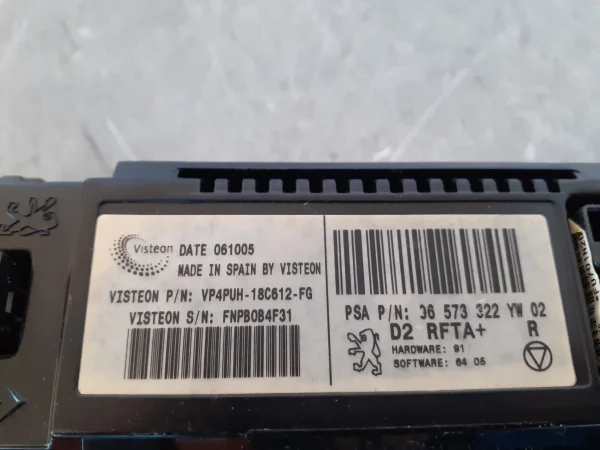 Visteon DATE 061005
MADE IN SPAIN BY VISTEON
VISTEON P/N: VP4PUH-18C612-FG
VISTEON S/N: FNPB0B4F31
PSA P/N: 96 573 322 YW 02
D2 RFTA+ R
HARDWARE: 91
SOFTWARE: 64 05